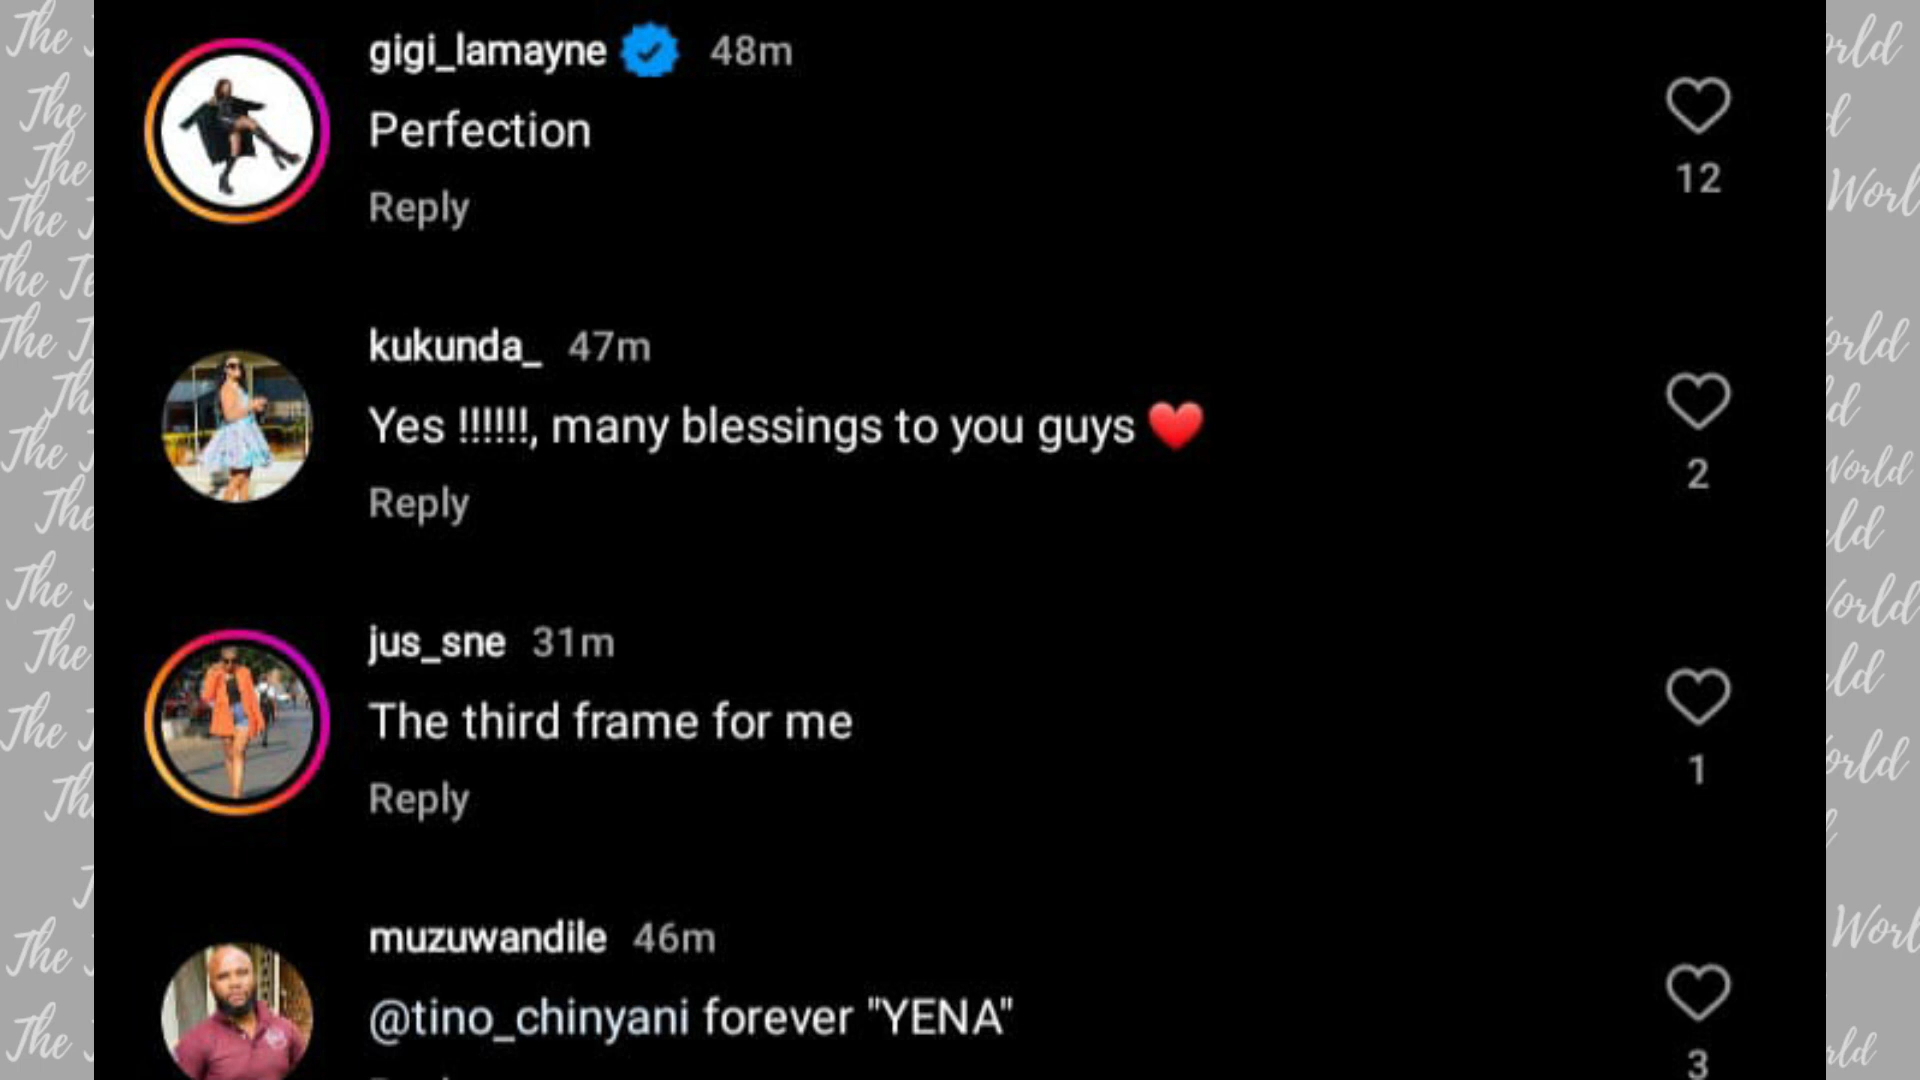 gigi_lamayne 48m
Perfection
12
Reply
kukunda_ 47m
Yes !!!!!!, many blessings to you guys ❤️
2
Reply
jus_sne 31m
The third frame for me
1
Reply
muzuwandile 46m
@tino_chinyani forever "YENA"
3